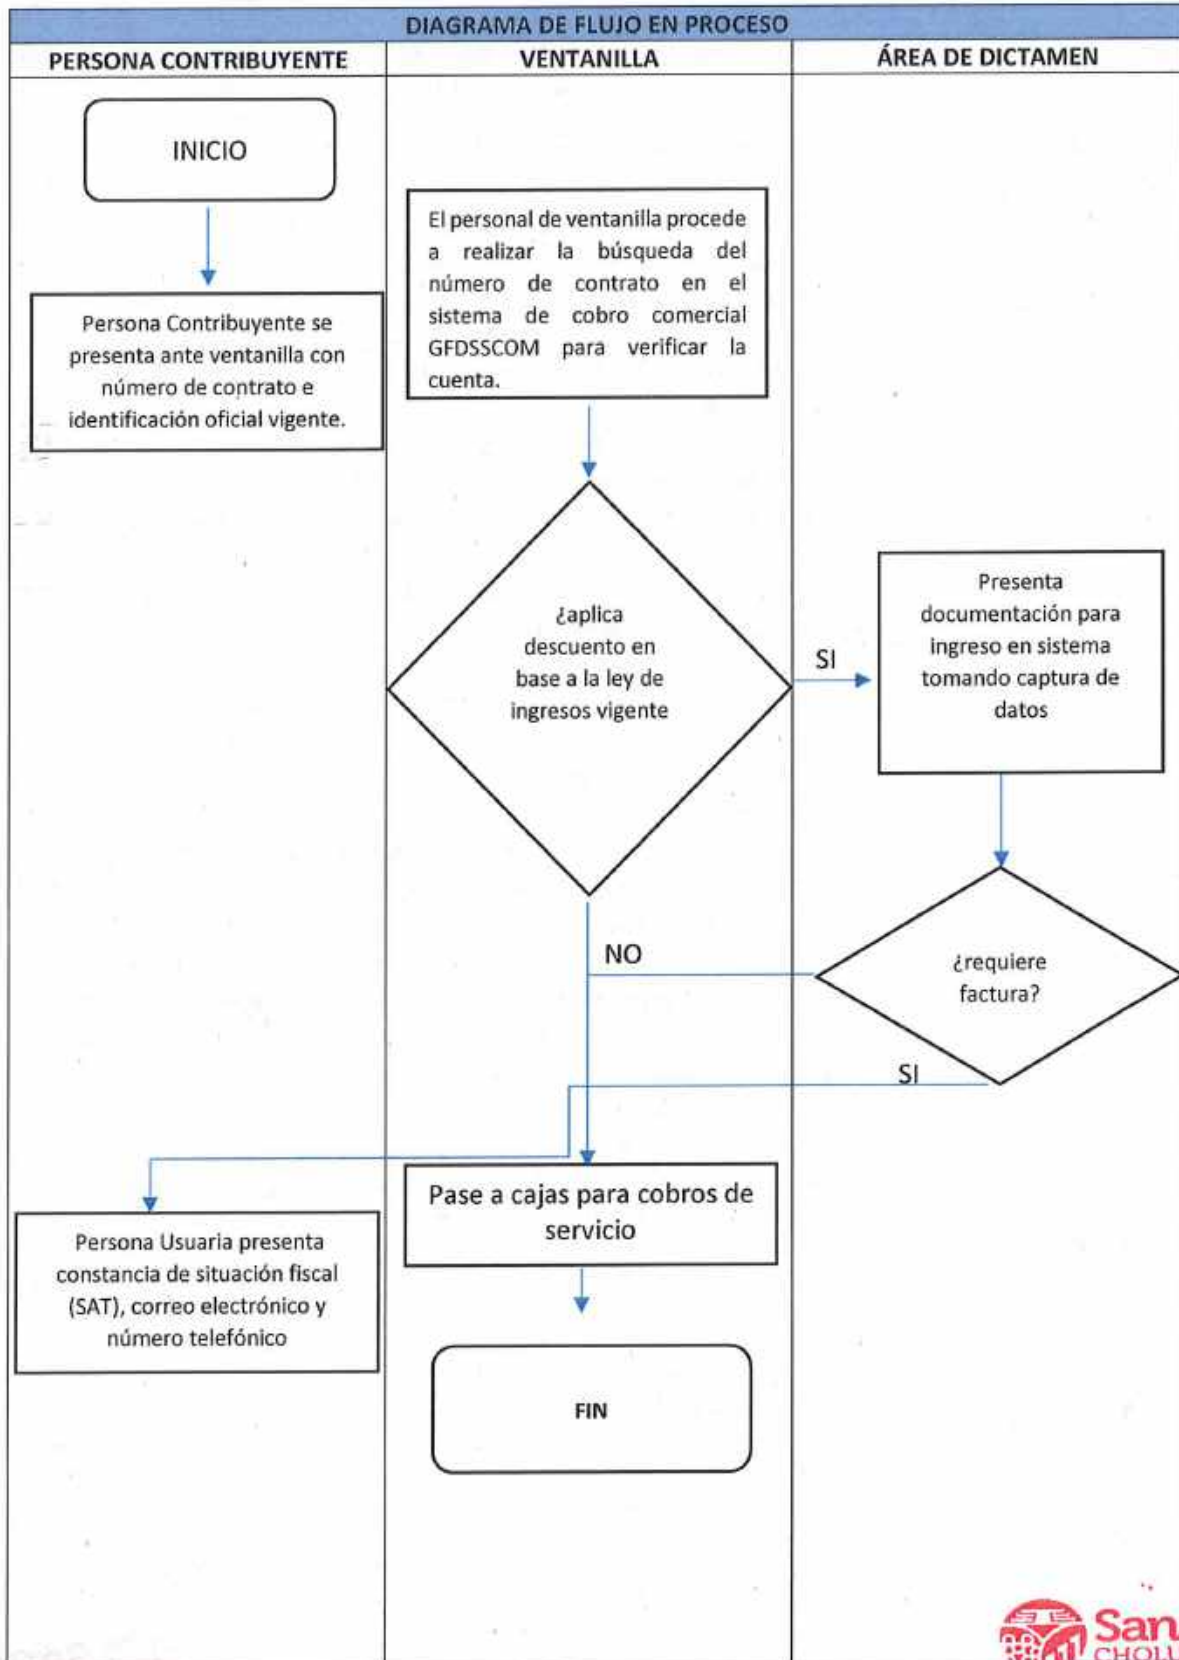 DIAGRAMA DE FLUJO EN PROCESO
PERSONA CONTRIBUYENTE
VENTANILLA
ÁREA DE DICTAMEN
INICIO
Persona Contribuyente se
presenta ante ventanilla con
número de contrato e
identificación oficial vigente.
El personal de ventanilla procede
a realizar la búsqueda del
número de contrato en el
sistema de cobro comercial
GFDSSCOM para verificar la
cuenta.
¿aplica
descuento en
base a la ley de
ingresos vigente
SI
Presenta
documentación para
ingreso en sistema
tomando captura de
datos
NO
¿requiere
factura?
SI
Persona Usuaria presenta
constancia de situación fiscal
(SAT), correo electrónico y
número telefónico
Pase a cajas para cobros de
servicio
FIN
San
CHOLU